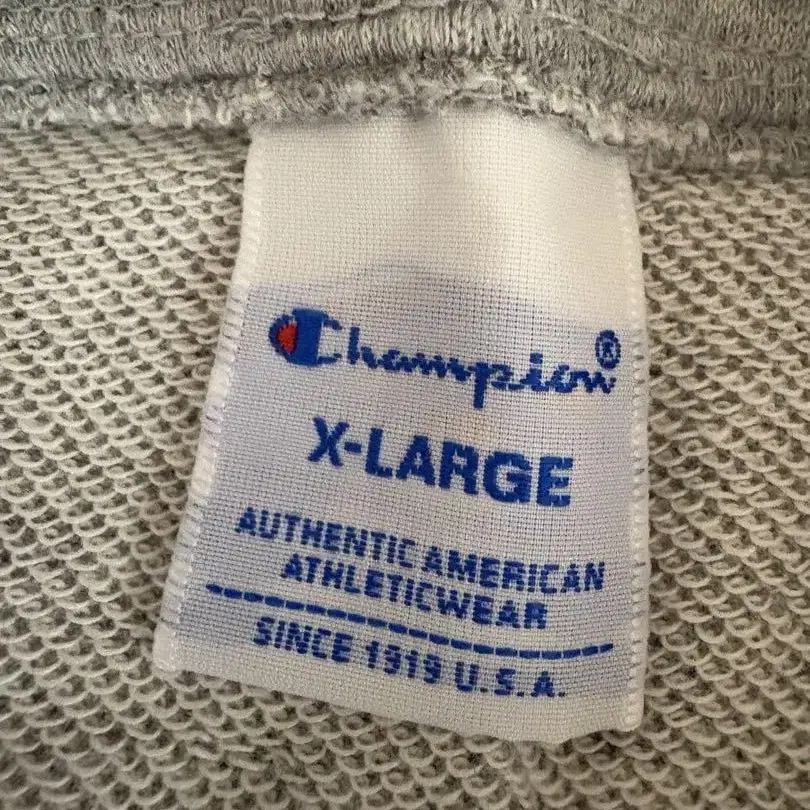 Champion®
X-LARGE
AUTHENTIC AMERICAN
ATHLETICWEAR
SINCE 1919 U.S.A.